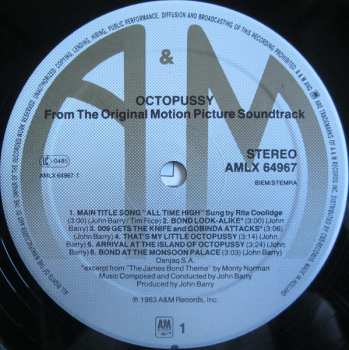 A&M
OCTOPUSSY
From The Original Motion Picture Soundtrack
STEREO
AMLX 64967
AMLX 64967-1
BIEM/STEMRA
1. MAIN TITLE SONG "ALL TIME HIGH" Sung by Rita Coolidge
(3:00) (John Barry/Tim Rice) 2. BOND LOOK-ALIKE (3:00) (John
Barry) 3. 009 GETS THE KNIFE and GOBINDA ATTACKS* (3:06)
(John Barry) 4. THAT'S MY LITTLE OCTOPUSSY (3:14) (John
Barry) 5. ARRIVAL AT THE ISLAND OF OCTOPUSSY (3:24) (John
Barry) 6. BOND AT THE MONSOON PALACE (3:03) (John Barry)
Danjaq S.A.
*excerpt from "The James Bond Theme" by Monty Norman
Music Composed and Conducted by John Barry
Produced by John Barry
℗ 1983 A&M Records, Inc.
A&M
1